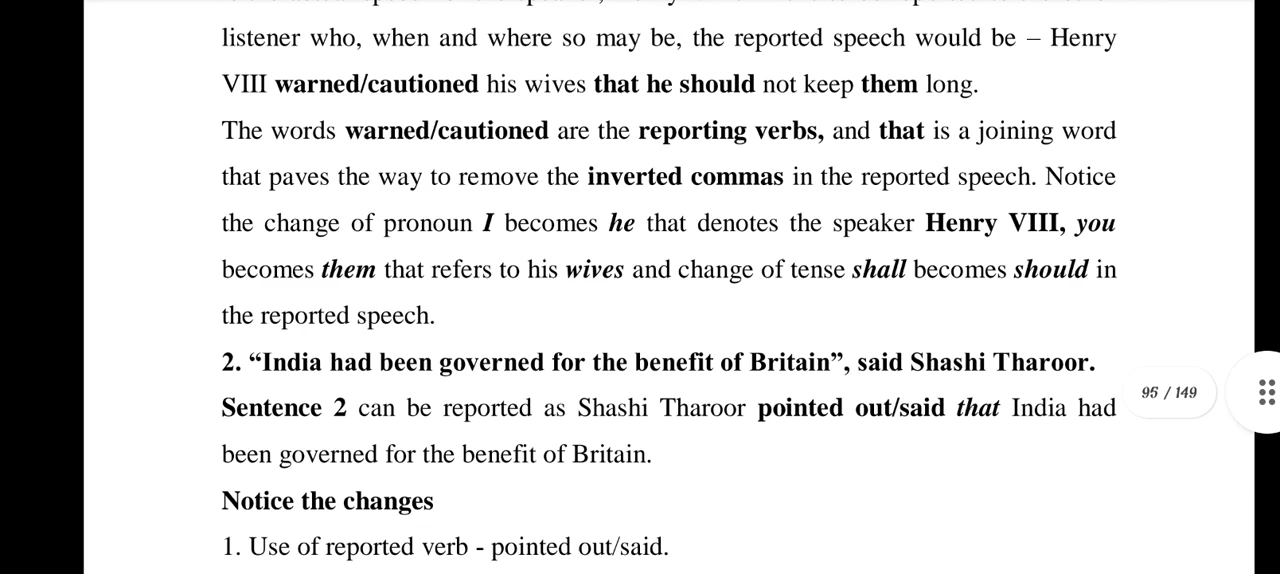 listener who, when and where so may be, the reported speech would be – Henry
VIII warned/cautioned his wives that he should not keep them long.
The words warned/cautioned are the reporting verbs, and that is a joining word
that paves the way to remove the inverted commas in the reported speech. Notice
the change of pronoun I becomes he that denotes the speaker Henry VIII, you
becomes them that refers to his wives and change of tense shall becomes should in
the reported speech.
2. “India had been governed for the benefit of Britain”, said Shashi Tharoor.
95 / 149
Sentence 2 can be reported as Shashi Tharoor pointed out/said that India had
been governed for the benefit of Britain.
Notice the changes
1. Use of reported verb - pointed out/said.